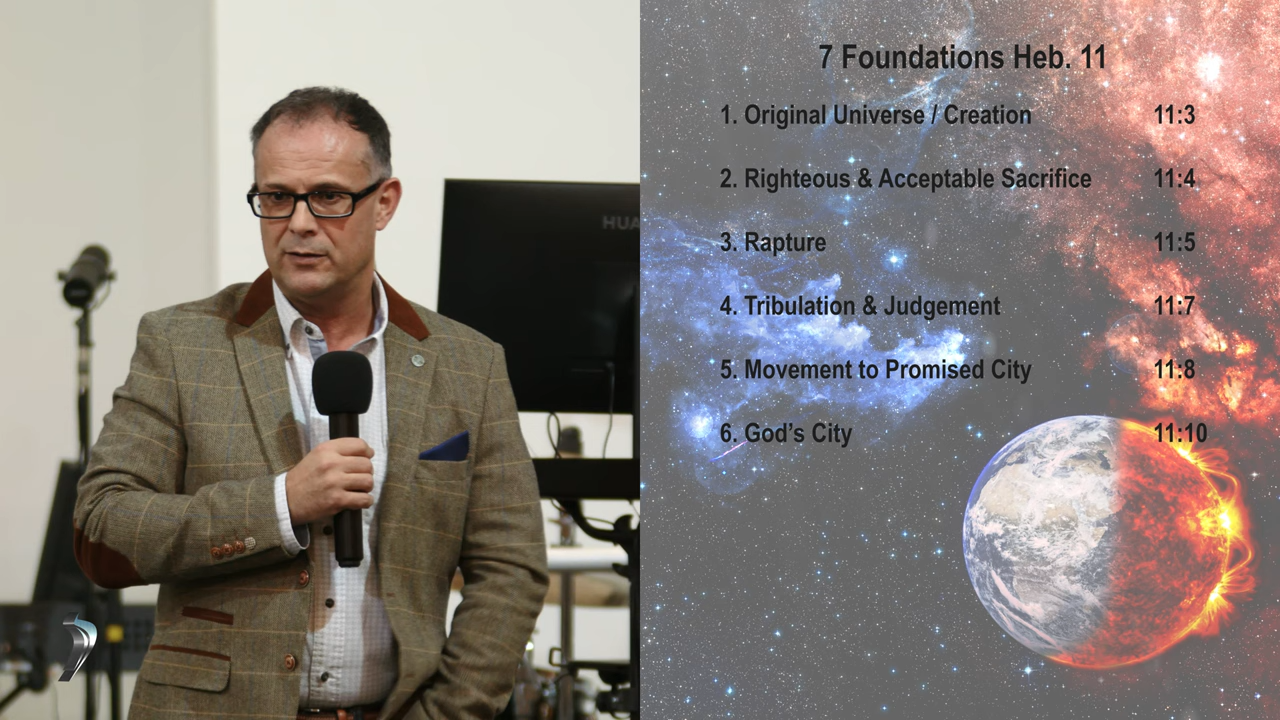 HUA
7 Foundations Heb. 11
1. Original Universe / Creation 11:3
2. Righteous & Acceptable Sacrifice 11:4
3. Rapture 11:5
4. Tribulation & Judgement 11:7
5. Movement to Promised City 11:8
6. God's City 11:10